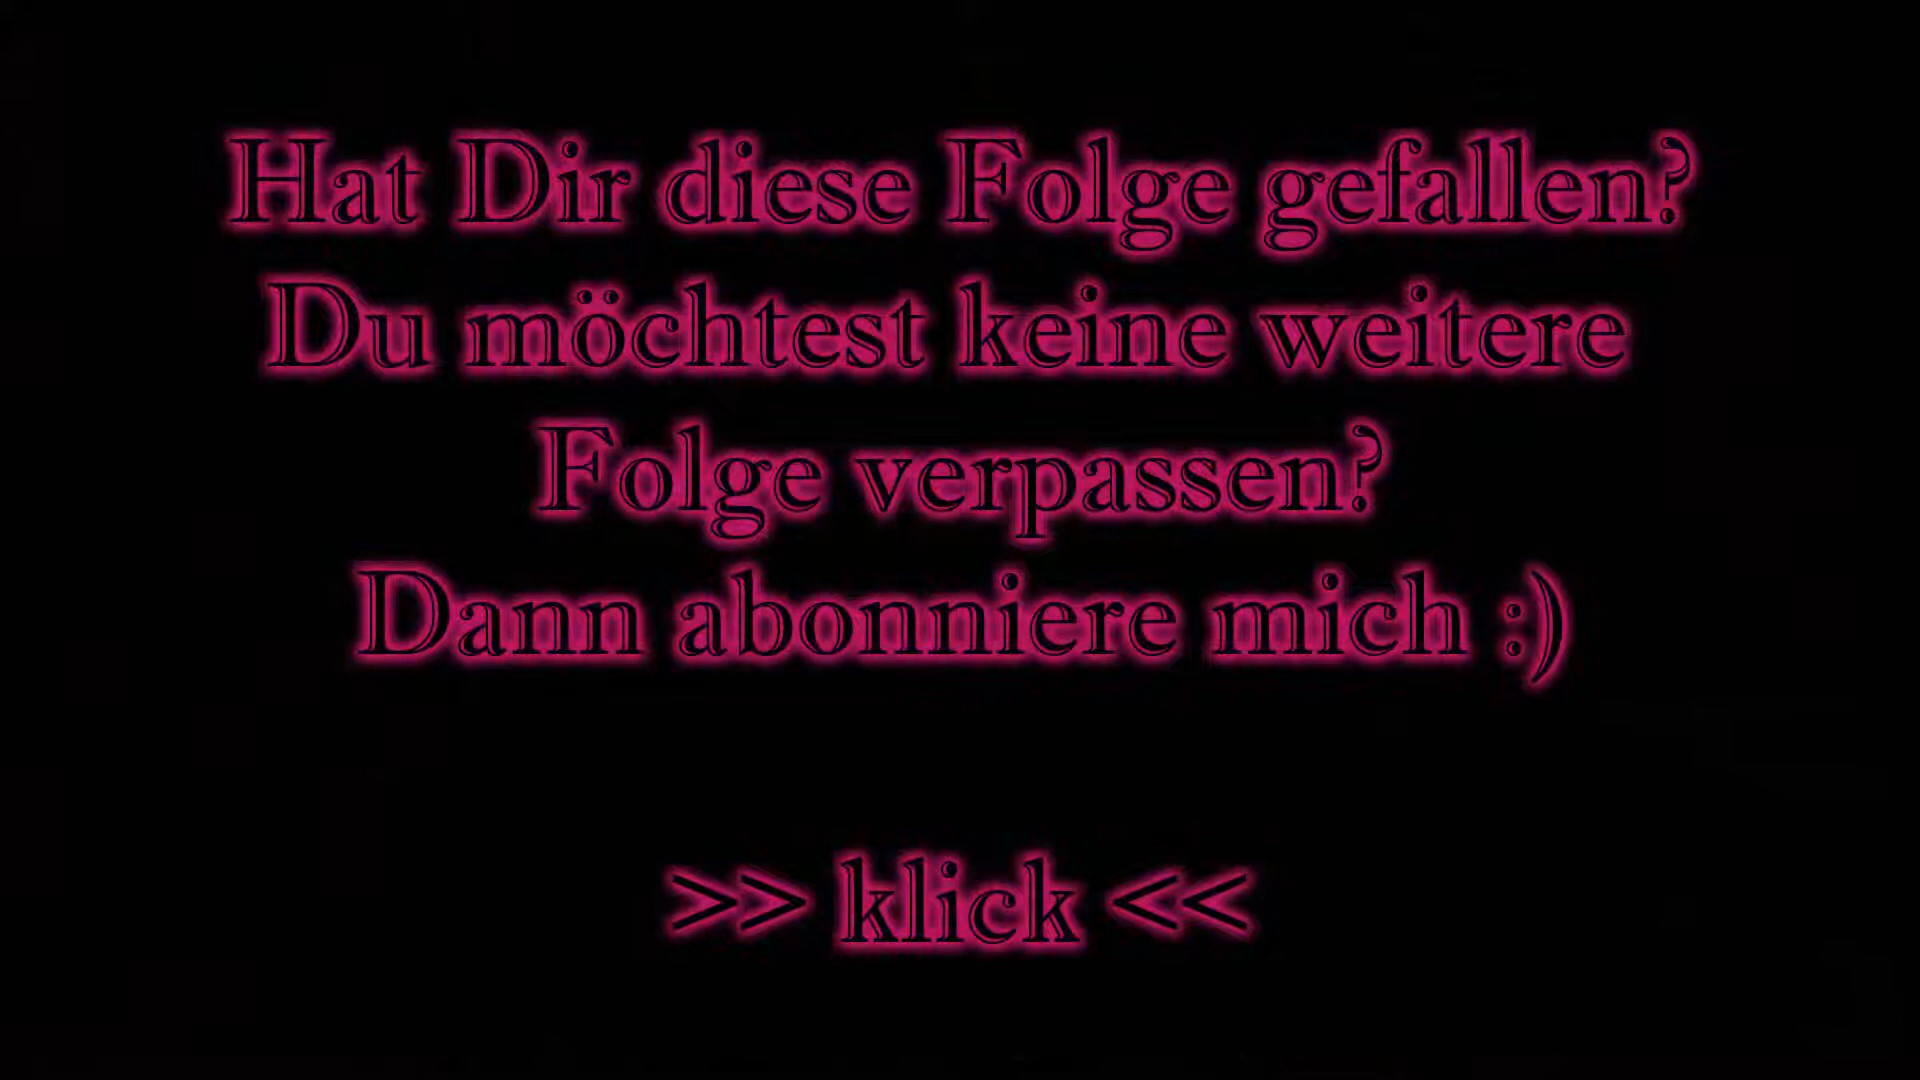 Hat Dir diese Folge gefallen?
Du möchtest keine weitere
Folge verpassen?
Dann abonniere mich :)
>> klick <<